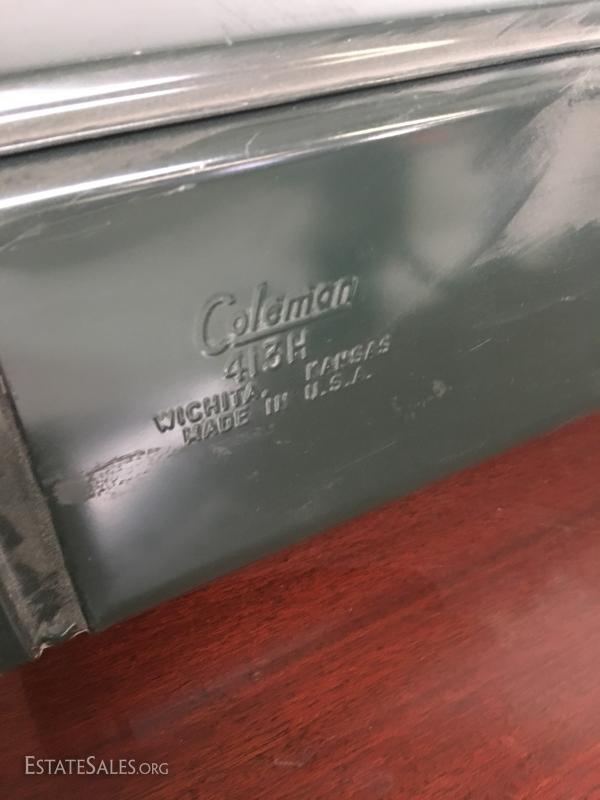 Coleman
413H
WICHITA, KANSAS
MADE IN U.S.A.
ESTATESALES.ORG